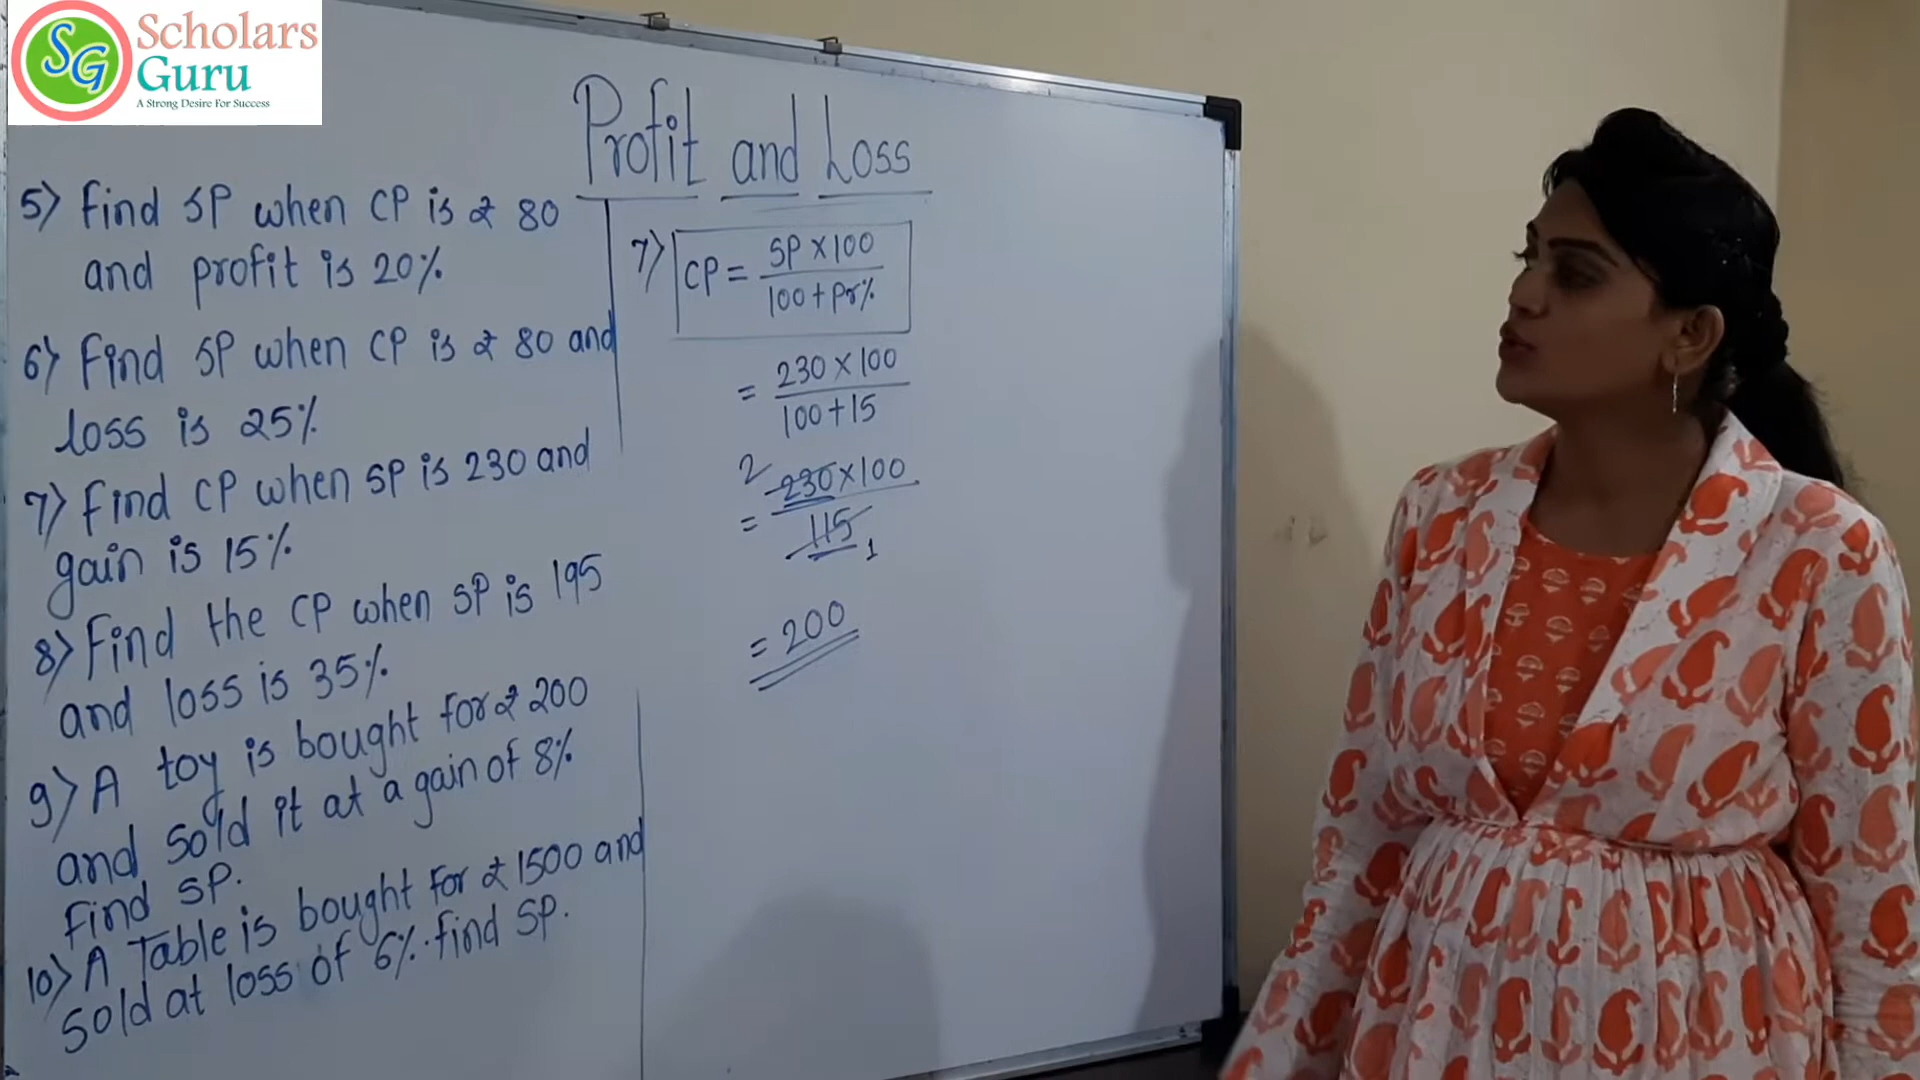 SG Scholars
Guru
A Strong Desire For Success
Profit and Loss
5) Find SP when CP is ₹ 80
and profit is 20%
6) Find SP when CP is ₹ 80 and
loss is 25%
7) Find CP when SP is 230 and
gain is 15%
8) Find the CP when SP is 195
and loss is 35%
9) A toy is bought for ₹ 200
and sold it at a gain of 8%
Find SP.
10) A Table is bought for ₹ 1500 and
sold at loss of 6%. find SP.
7) CP = SP × 100
100 + Pr%
= 230 × 100
100 + 15
2
= 230 × 100
115 1
= 200